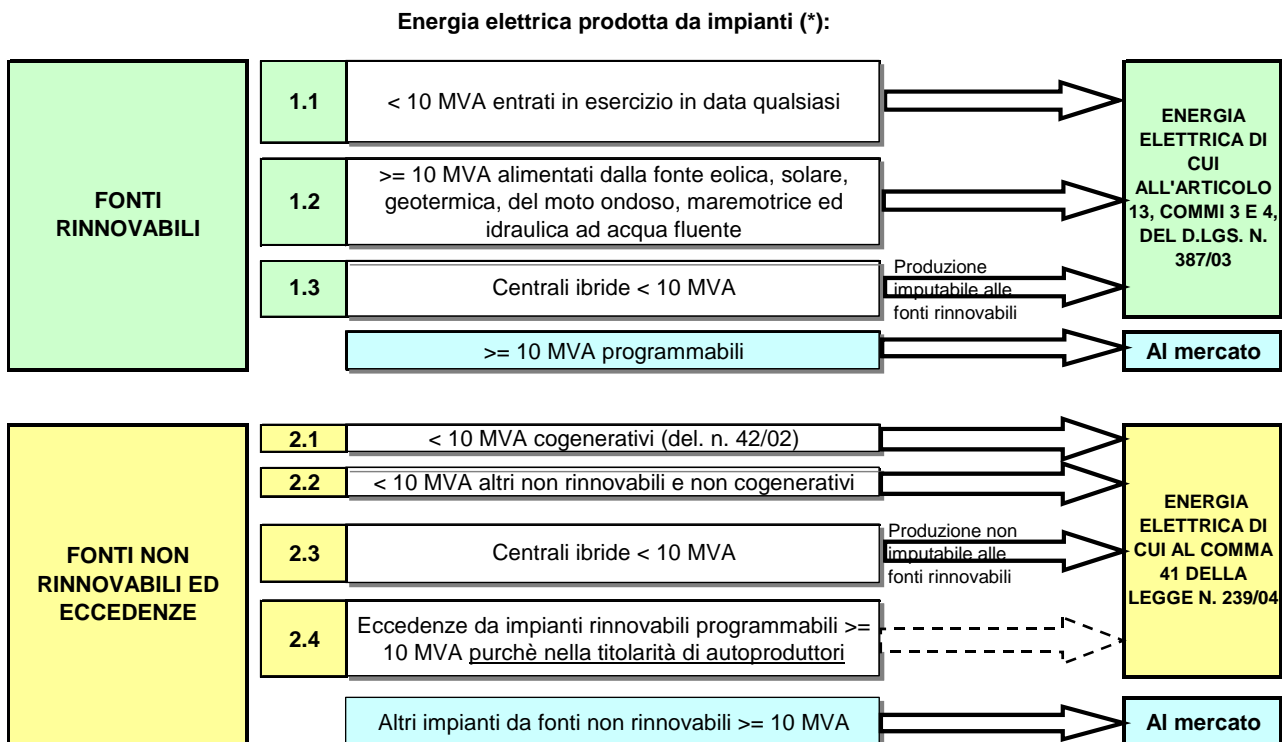 Energia elettrica prodotta da impianti (*):
FONTI
RINNOVABILI
1.1
< 10 MVA entrati in esercizio in data qualsiasi
1.2
>= 10 MVA alimentati dalla fonte eolica, solare,
geotermica, del moto ondoso, maremotrice ed
idraulica ad acqua fluente
1.3
Centrali ibride < 10 MVA
Produzione
imputabile alle
fonti rinnovabili
ENERGIA
ELETTRICA DI
CUI
ALL'ARTICOLO
13, COMMI 3 E 4,
DEL D.LGS. N.
387/03
>= 10 MVA programmabili
Al mercato
FONTI NON
RINNOVABILI ED
ECCEDENZE
2.1
< 10 MVA cogenerativi (del. n. 42/02)
2.2
< 10 MVA altri non rinnovabili e non cogenerativi
2.3
Centrali ibride < 10 MVA
Produzione non
imputabile alle
fonti rinnovabili
2.4
Eccedenze da impianti rinnovabili programmabili >=
10 MVA purchè nella titolarità di autoproduttori
ENERGIA
ELETTRICA DI
CUI AL COMMA
41 DELLA
LEGGE N. 239/04
Altri impianti da fonti non rinnovabili >= 10 MVA
Al mercato